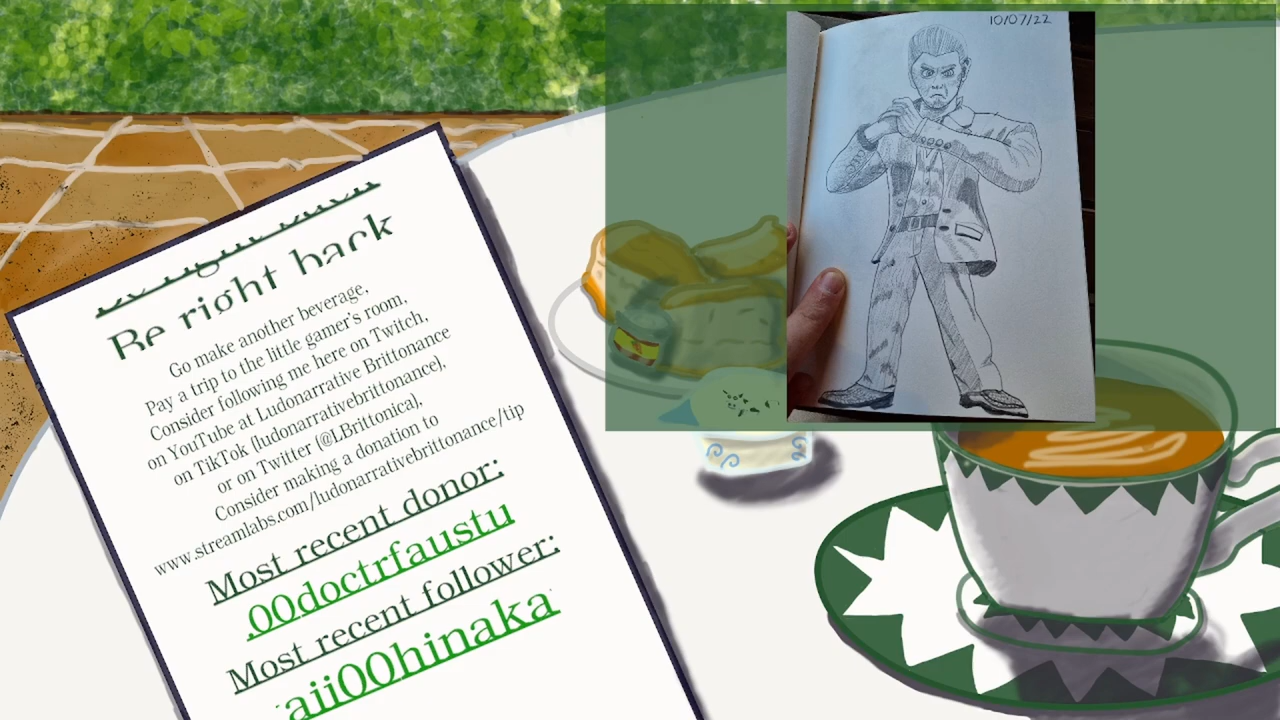 10/07/22
Be right back
Go make another beverage,
Pay a trip to the little gamer's room,
Consider following me here on Twitch,
on YouTube at Ludonarrative Brittonance
on TikTok (ludonarrativebrittonance),
or on Twitter (@LBrittonica),
Consider making a donation to
www.streamlabs.com/ludonarrativebrittonance/tip
Most recent donor:
.00doctrfaustu
Most recent follower:
aii00hinaka